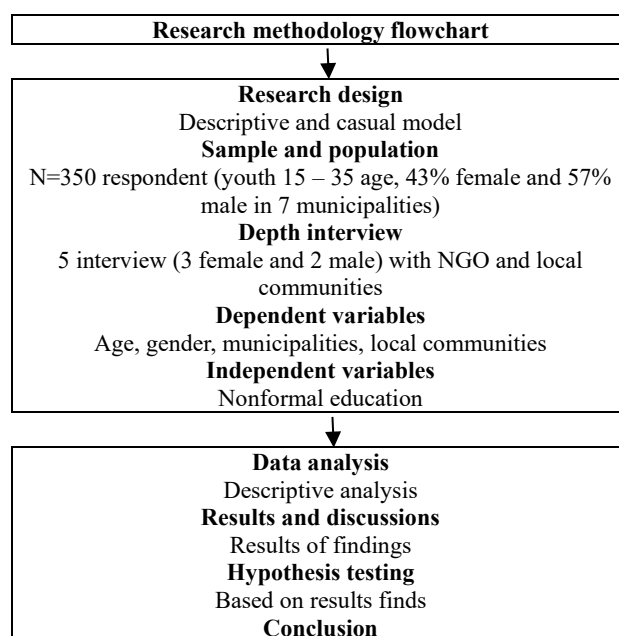 Research methodology flowchart
Research design
Descriptive and casual model
Sample and population
N=350 respondent (youth 15 – 35 age, 43% female and 57%
male in 7 municipalities)
Depth interview
5 interview (3 female and 2 male) with NGO and local
communities
Dependent variables
Age, gender, municipalities, local communities
Independent variables
Nonformal education
Data analysis
Descriptive analysis
Results and discussions
Results of findings
Hypothesis testing
Based on results finds
Conclusion